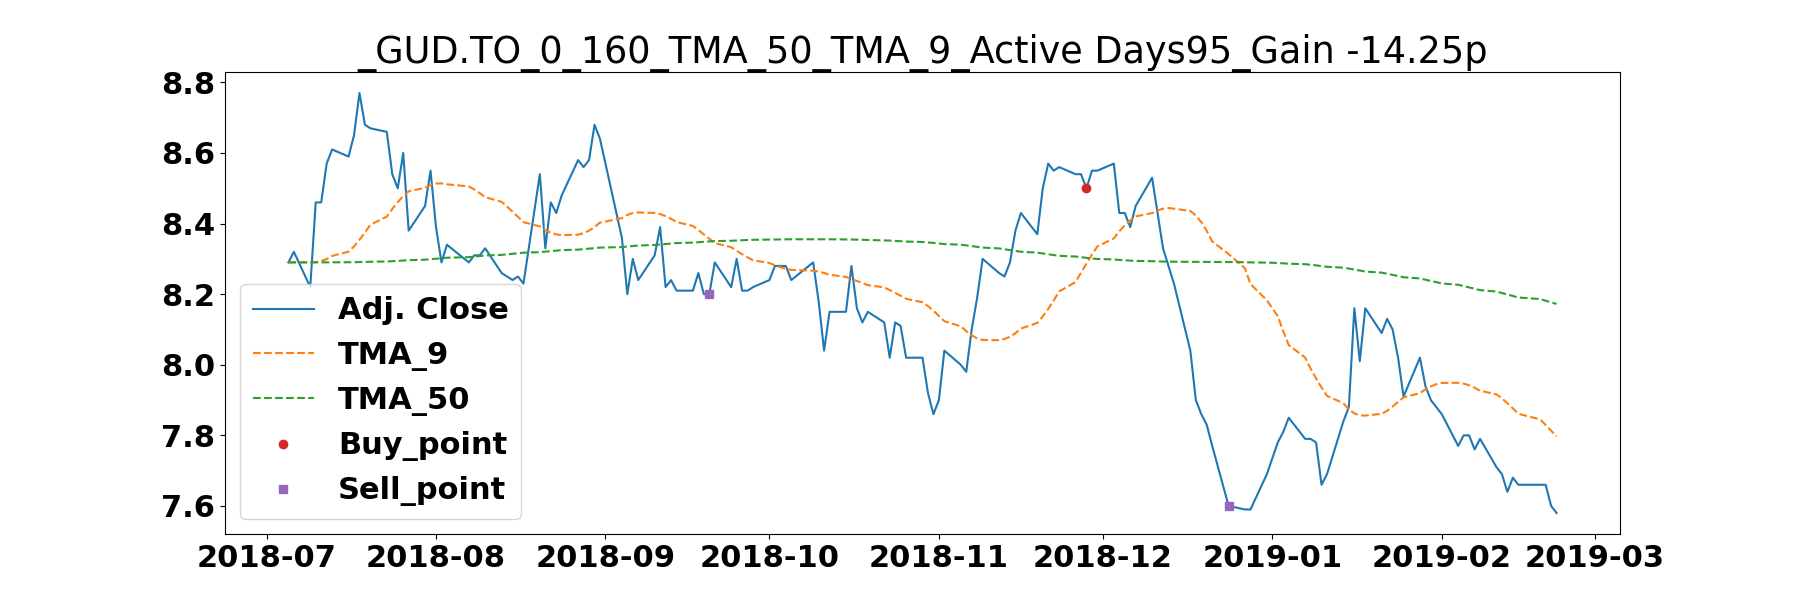 _GUD.TO_0_160_TMA_50_TMA_9_Active Days95_Gain -14.25p
8.8
8.6
8.4
8.2
8.0
7.8
7.6
Adj. Close
TMA_9
TMA_50
Buy_point
Sell_point
2018-07 2018-08 2018-09 2018-10 2018-11 2018-12 2019-01 2019-02 2019-03